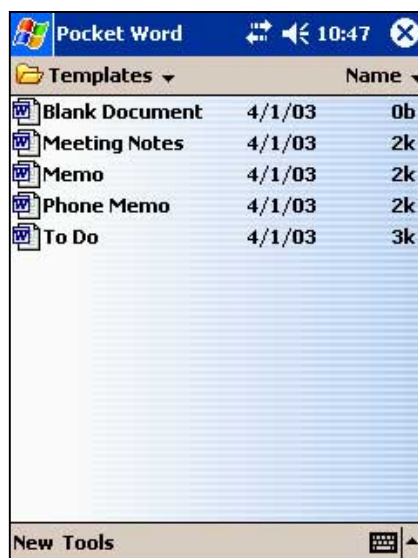 Pocket Word 10:47
Templates Name
Blank Document 4/1/03 0b
Meeting Notes 4/1/03 2k
Memo 4/1/03 2k
Phone Memo 4/1/03 2k
To Do 4/1/03 3k
New Tools